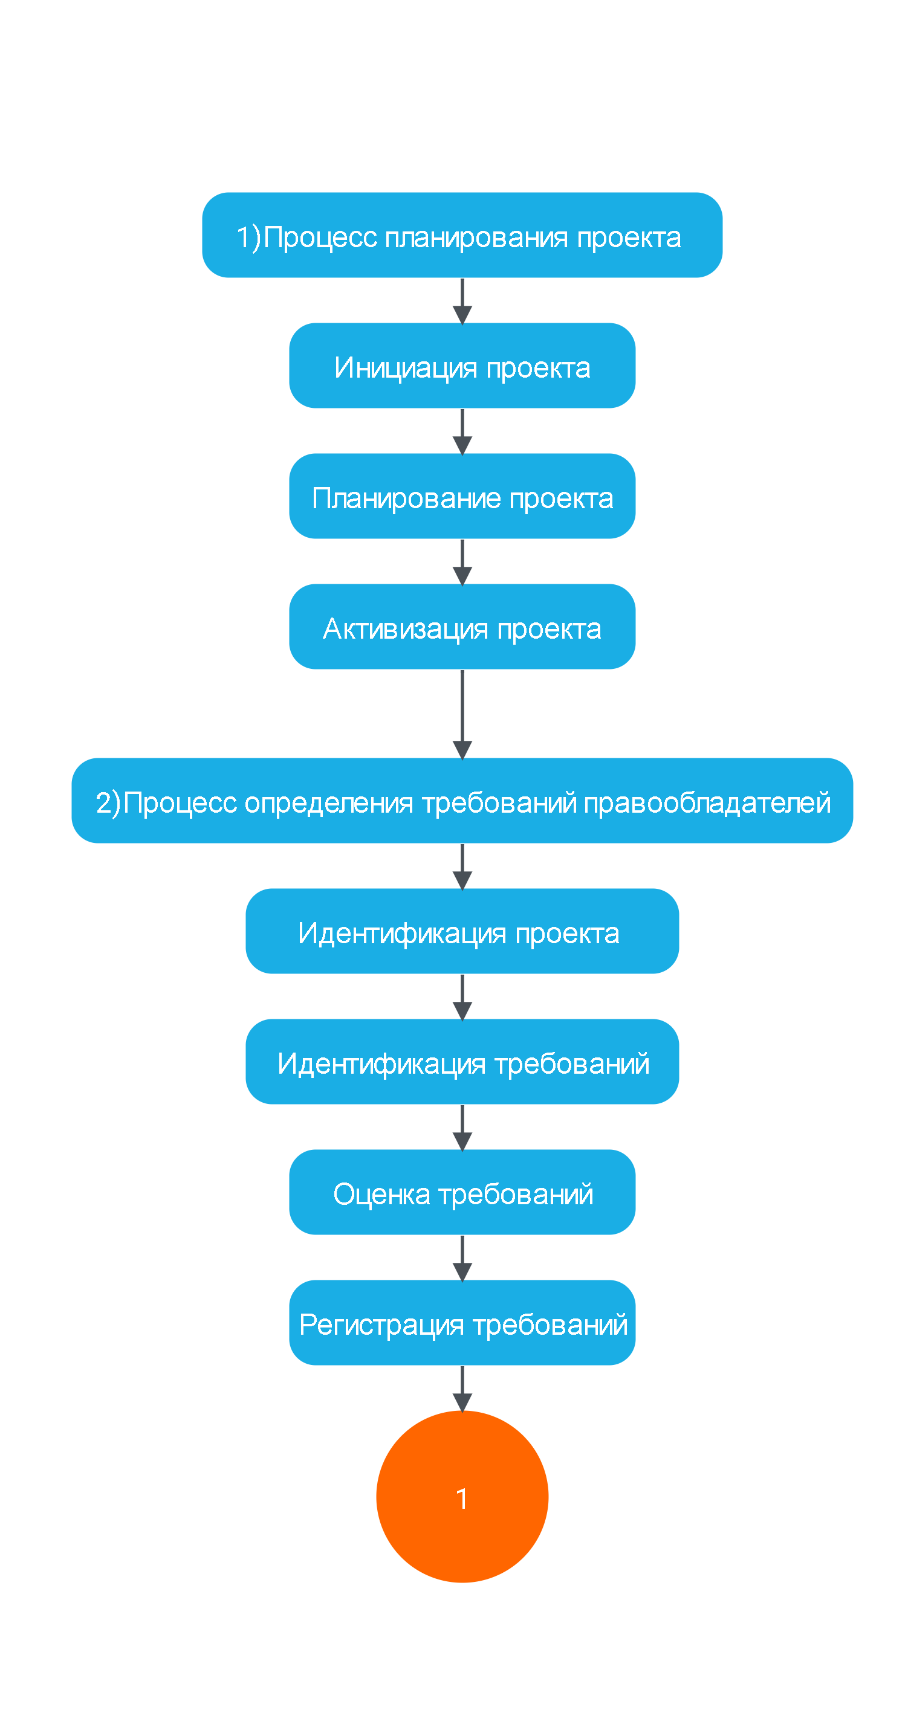 1)Процесс планирования проекта
Инициация проекта
Планирование проекта
Активизация проекта
2)Процесс определения требований правообладателей
Идентификация проекта
Идентификация требований
Оценка требований
Регистрация требований
1